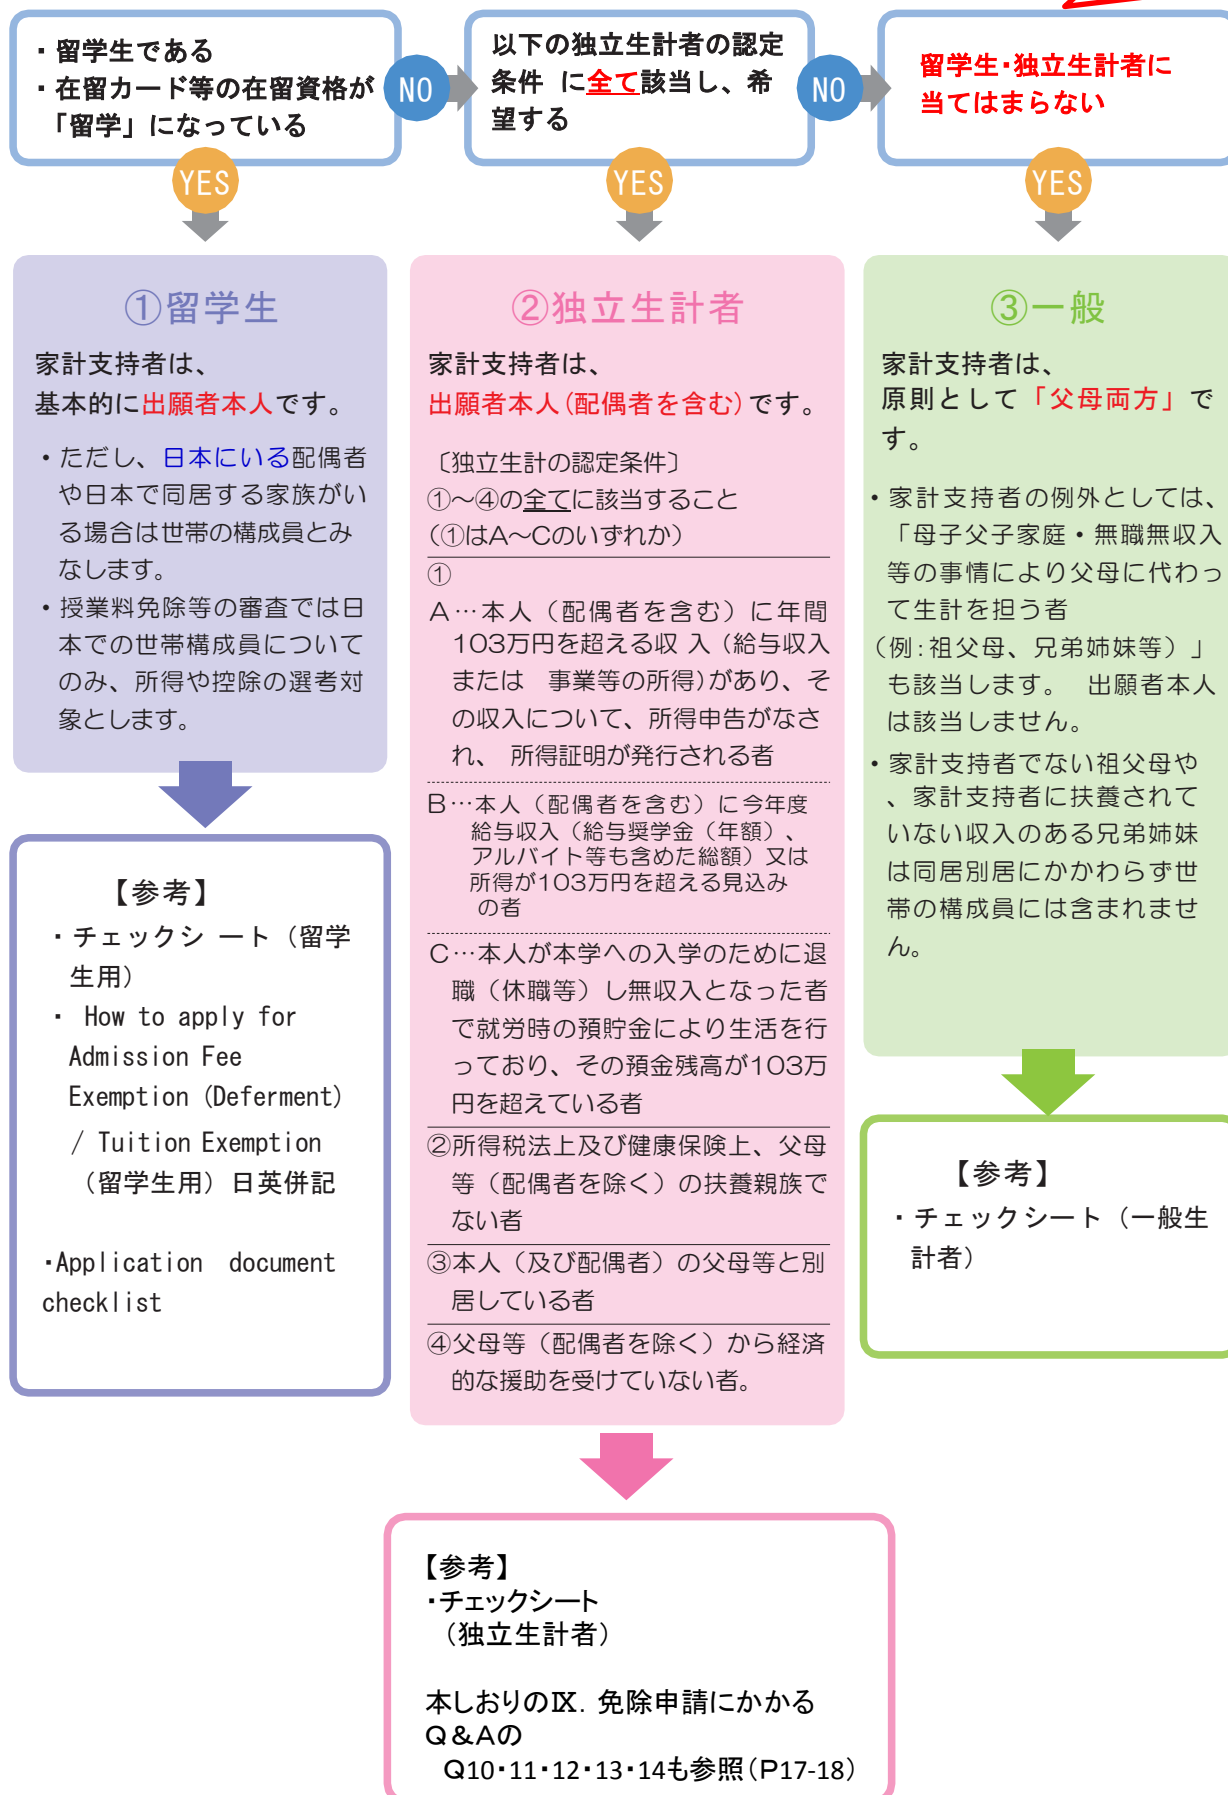 ・留学生である
・在留カード等の在留資格が
「留学」になっている
NO
以下の独立生計者の認定
条件 に全て該当し、希
望する
NO
留学生・独立生計者に
当てはまらない
YES
YES
YES
①留学生
家計支持者は、
基本的に出願者本人です。
・ただし、日本にいる配偶者
や日本で同居する家族がい
る場合は世帯の構成員とみ
なします。
・授業料免除等の審査では日
本での世帯構成員について
のみ、所得や控除の選考対
象とします。
【参考】
・チェックシ ート（留学
生用）
・ How to apply for
Admission Fee
Exemption (Deferment)
/ Tuition Exemption
（留学生用）日英併記
・Application document
checklist
②独立生計者
家計支持者は、
出願者本人(配偶者を含む)です。
〔独立生計の認定条件〕
①～④の全てに該当すること
（①はA～Cのいずれか）
①
A…本人（配偶者を含む）に年間
103万円を超える収 入（給与収入
または 事業等の所得)があり、そ
の収入について、所得申告がなさ
れ、 所得証明が発行される者
B…本人（配偶者を含む）に今年度
給与収入（給与奨学金（年額）、
アルバイト等も含めた総額）又は
所得が103万円を超える見込み
の者
C…本人が本学への入学のために退
職（休職等）し無収入となった者
で就労時の預貯金により生活を行
っており、その預金残高が103万
円を超えている者
②所得税法上及び健康保険上、父母
等（配偶者を除く）の扶養親族で
ない者
③本人（及び配偶者）の父母等と別
居している者
④父母等（配偶者を除く）から経済
的な援助を受けていない者。
【参考】
・チェックシート
（独立生計者）
本しおりのⅨ．免除申請にかかる
Q&Aの
Q10・11・12・13・14も参照（P17-18）
③一般
家計支持者は、
原則として「父母両方」で
す。
・家計支持者の例外としては、
「母子父子家庭・無職無収入
等の事情により父母に代わっ
て生計を担う者
（例:祖父母、兄弟姉妹等）」
も該当します。 出願者本人
は該当しません。
・家計支持者でない祖父母や
、家計支持者に扶養されて
いない収入のある兄弟姉妹
は同居別居にかかわらず世
帯の構成員には含まれませ
ん。
【参考】
・チェックシート（一般生
計者）